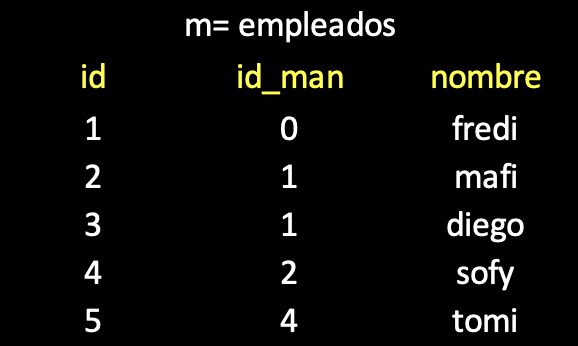 m= empleados
id id_man nombre
1 0 fredi
2 1 mafi
3 1 diego
4 2 sofy
5 4 tomi